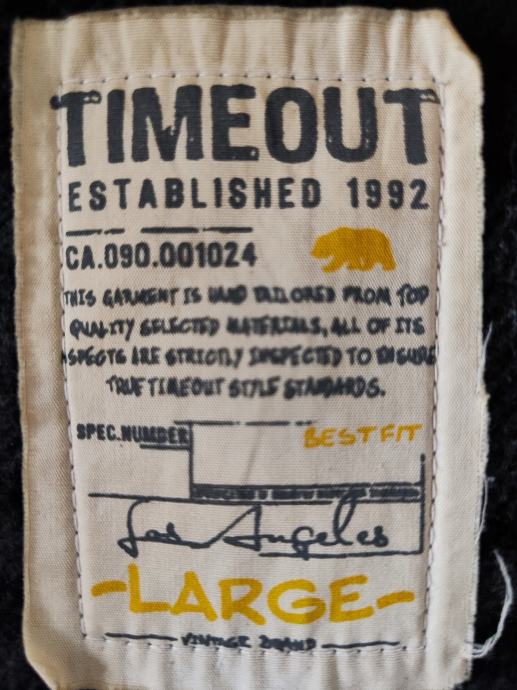 TIMEOUT
ESTABLISHED 1992
CA.090.001024
THIS GARMENT IS HAND TAILORED FROM TOP
QUALITY SELECTED MATERIALS, ALL OF ITS
ASPECTS ARE STRICTLY INSPECTED TO ENSURE
TRUE TIMEOUT STYLE STANDARDS.
SPEC.NUMBER
BEST FIT
Los Angeles
-LARGE-
VINTAGE BRAND